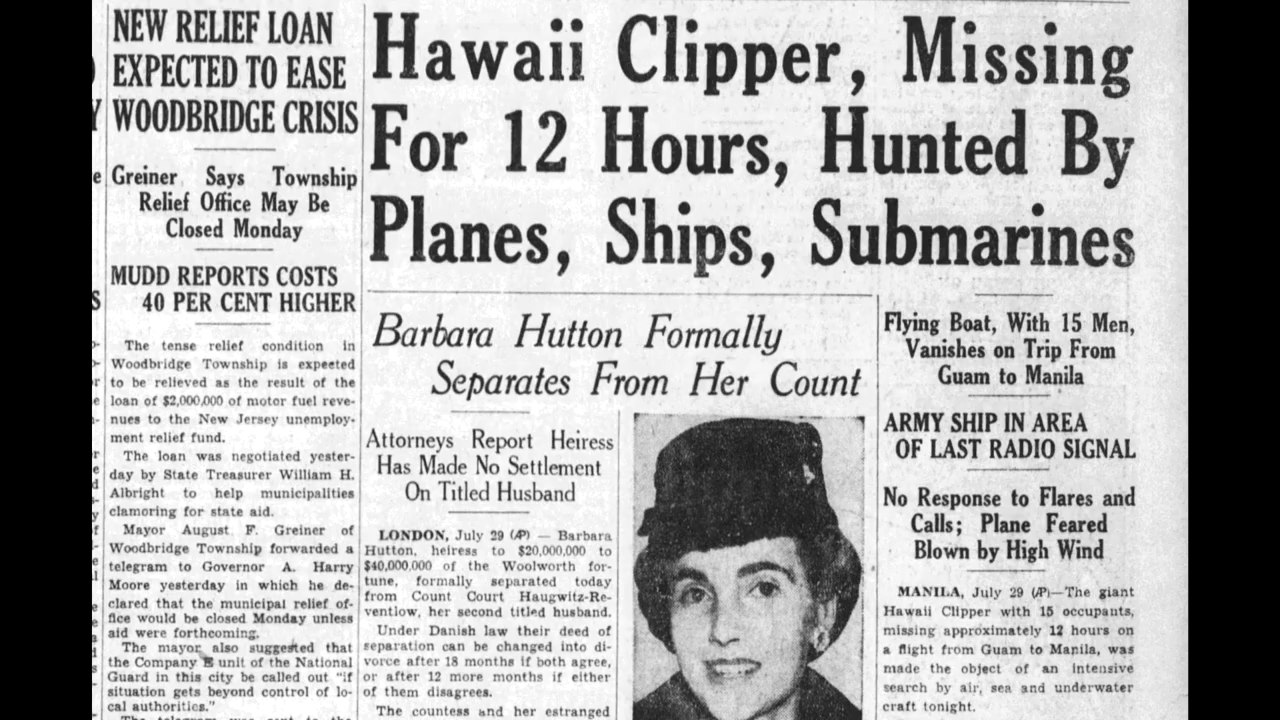 NEW RELIEF LOAN
EXPECTED TO EASE
WOODBRIDGE CRISIS
Greiner Says Township
Relief Office May Be
Closed Monday
MUDD REPORTS COSTS
40 PER CENT HIGHER
The tense relief condition in
Woodbridge Township is expected
to be relieved as the result of the
loan of $2,000,000 of motor fuel reve-
nues to the New Jersey unemploy-
ment relief fund.
The loan was negotiated yester-
day by State Treasurer William H.
Albright to help municipalities
clamoring for state aid.
Mayor August F. Greiner of
Woodbridge Township forwarded a
telegram to Governor A. Harry
Moore yesterday in which he de-
clared that the municipal relief of-
fice would be closed Monday unless
aid were forthcoming.
The mayor also suggested that
the Company E unit of the National
Guard in this city be called out "if
situation gets beyond control of lo-
cal authorities."
Hawaii Clipper, Missing
For 12 Hours, Hunted By
Planes, Ships, Submarines
Barbara Hutton Formally
Separates From Her Count
Attorneys Report Heiress
Has Made No Settlement
On Titled Husband
LONDON, July 29 (AP) — Barbara
Hutton, heiress to $20,000,000 to
$40,000,000 of the Woolworth for-
tune, formally separated today
from Count Court Haugwitz-Re-
ventlow, her second titled husband.
Under Danish law their deed of
separation can be changed into di-
vorce after 18 months if both agree,
or after 12 more months if either
of them disagrees.
The countess and her estranged
Flying Boat, With 15 Men,
Vanishes on Trip From
Guam to Manila
ARMY SHIP IN AREA
OF LAST RADIO SIGNAL
No Response to Flares and
Calls; Plane Feared
Blown by High Wind
MANILA, July 29 (AP)—The giant
Hawaii Clipper with 15 occupants,
missing approximately 12 hours on
a flight from Guam to Manila, was
made the object of an intensive
search by air, sea and underwater
craft tonight.